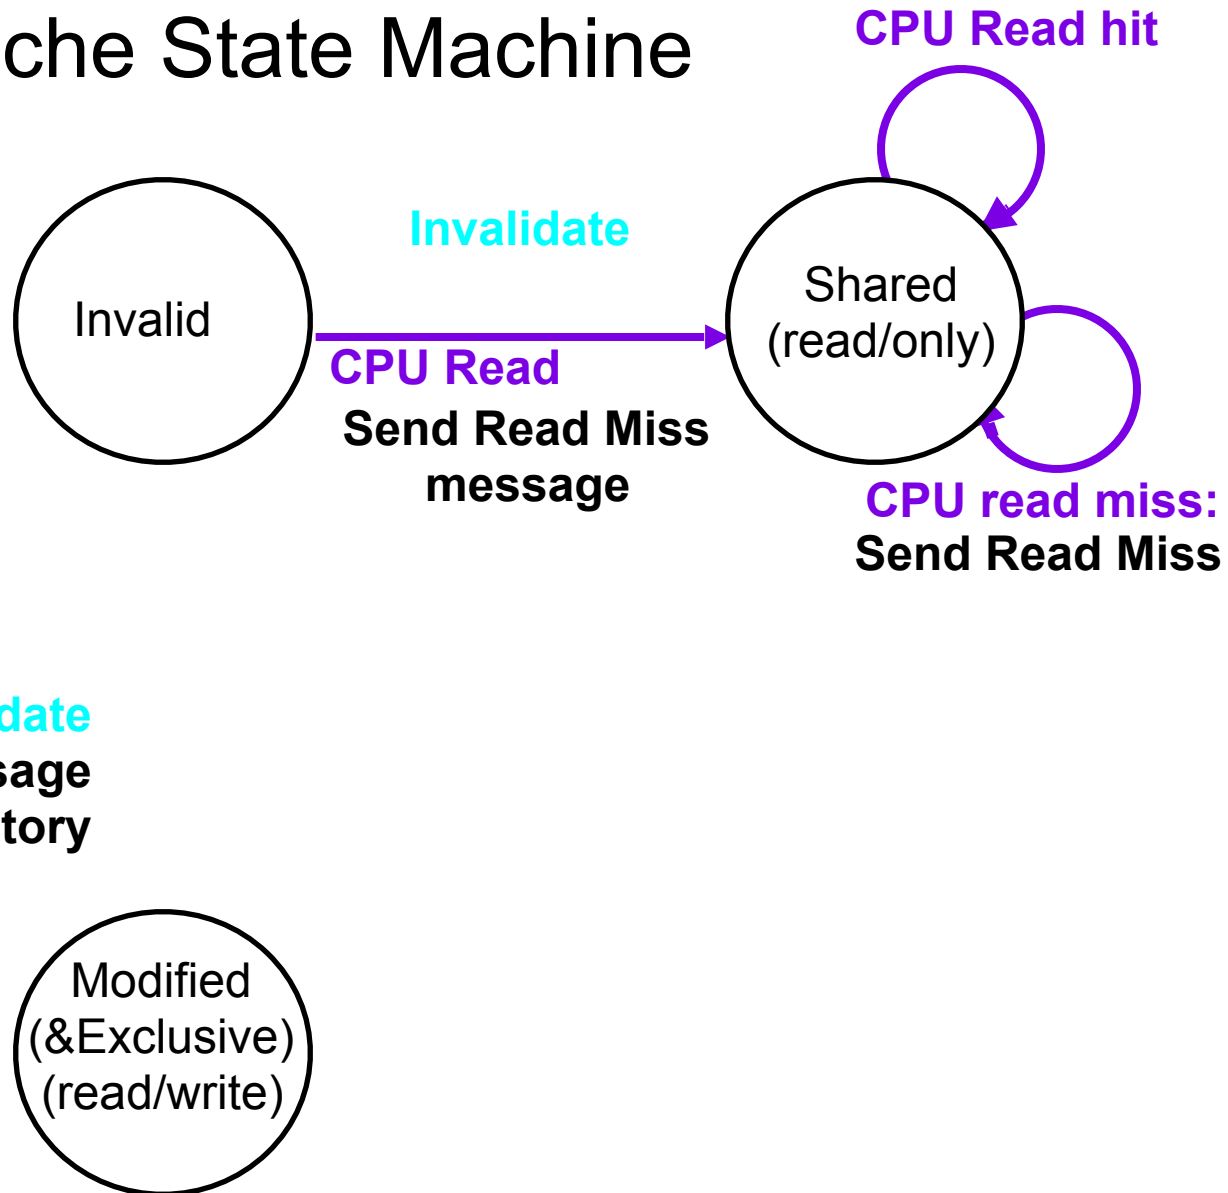 che State Machine
CPU Read hit
Invalidate
Invalid
Shared
(read/only)
CPU Read
Send Read Miss
message
CPU read miss:
Send Read Miss
date
sage
tory
Modified
(&Exclusive)
(read/write)